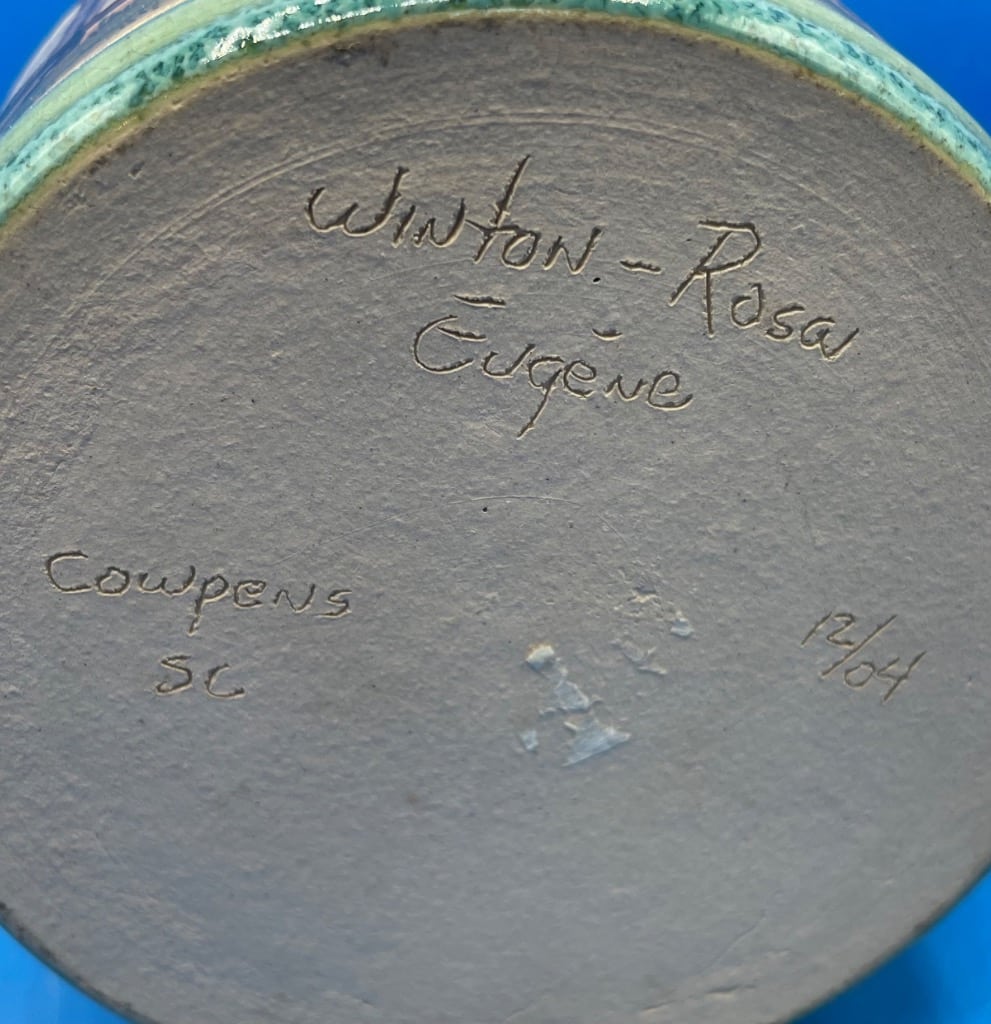 Winton - Rosa
Eugene
Cowpens
SC
12/04